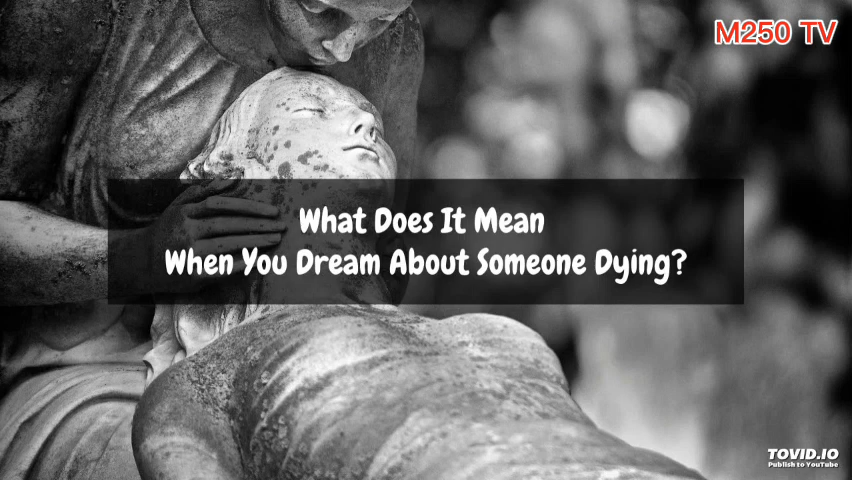 M250 TV
What Does It Mean
When You Dream About Someone Dying?
TOVID.IO
Publish to YouTube